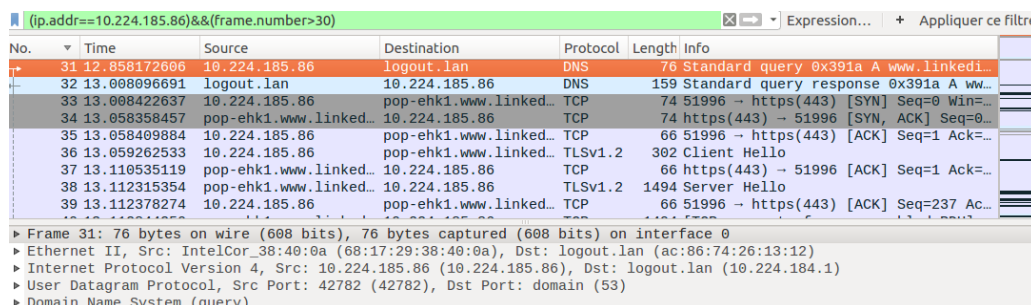 (ip.addr==10.224.185.86)&&(frame.number>30) Expression... + Appliquer ce filtre
No. Time Source Destination Protocol Length Info
31 12.858172606 10.224.185.86 logout.lan DNS 76 Standard query 0x391a A www.linkedi...
32 13.008096691 logout.lan 10.224.185.86 DNS 159 Standard query response 0x391a A ww...
33 13.008422637 10.224.185.86 pop-ehk1.www.linked... TCP 74 51996 → https(443) [SYN] Seq=0 Win=...
34 13.058358457 pop-ehk1.www.linked... 10.224.185.86 TCP 74 https(443) → 51996 [SYN, ACK] Seq=0...
35 13.058409884 10.224.185.86 pop-ehk1.www.linked... TCP 66 51996 → https(443) [ACK] Seq=1 Ack=...
36 13.059262533 10.224.185.86 pop-ehk1.www.linked... TLSv1.2 302 Client Hello
37 13.110535119 pop-ehk1.www.linked... 10.224.185.86 TCP 66 https(443) → 51996 [ACK] Seq=1 Ack=...
38 13.112315354 pop-ehk1.www.linked... 10.224.185.86 TLSv1.2 1494 Server Hello
39 13.112378274 10.224.185.86 pop-ehk1.www.linked... TCP 66 51996 → https(443) [ACK] Seq=237 Ac...
Frame 31: 76 bytes on wire (608 bits), 76 bytes captured (608 bits) on interface 0
Ethernet II, Src: IntelCor_38:40:0a (68:17:29:38:40:0a), Dst: logout.lan (ac:86:74:26:13:12)
Internet Protocol Version 4, Src: 10.224.185.86 (10.224.185.86), Dst: logout.lan (10.224.184.1)
User Datagram Protocol, Src Port: 42782 (42782), Dst Port: domain (53)
Domain Name System (query)